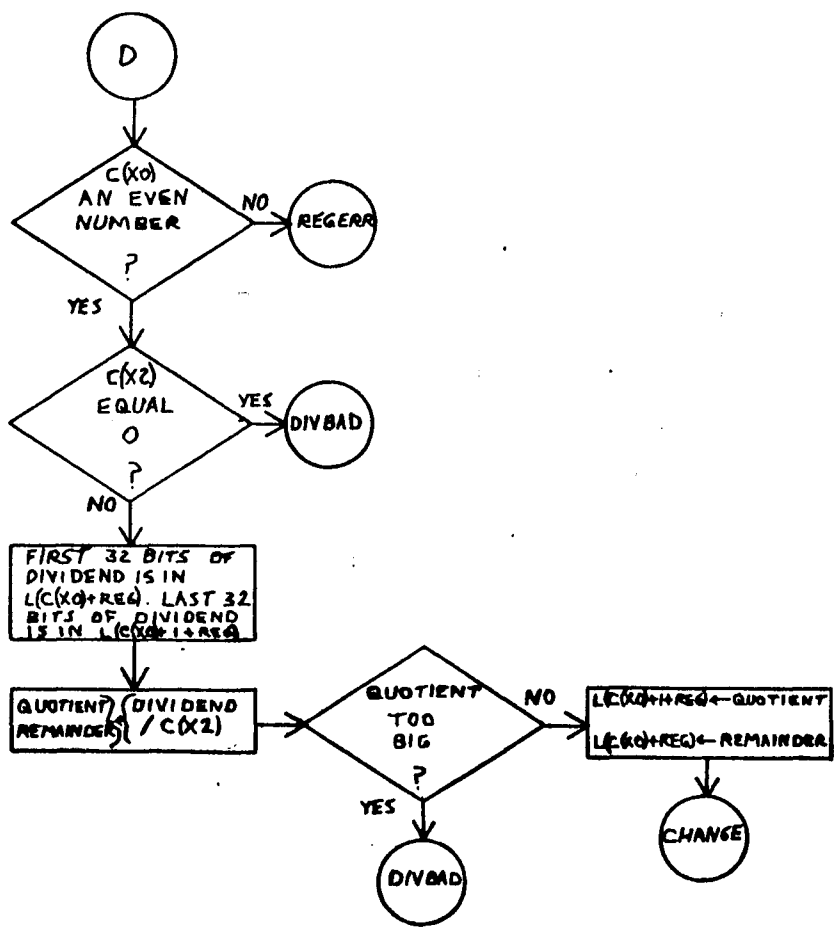 D
C(X0)
AN EVEN
NUMBER
?
NO
REGERR
YES
C(X2)
EQUAL
0
?
YES
DIVBAD
NO
FIRST 32 BITS OF
DIVIDEND IS IN
L(C(X0)+REG). LAST 32
BITS OF DIVIDEND
IS IN L(C(X0)+1+REG)
QUOTIENT } ← { DIVIDEND
REMAINDER / C(X2)
QUOTIENT
TOO
BIG
?
NO
L(C(X0)+1+REG)←QUOTIENT
L(C(X0)+REG)←REMAINDER
YES
DIVBAD
CHANGE